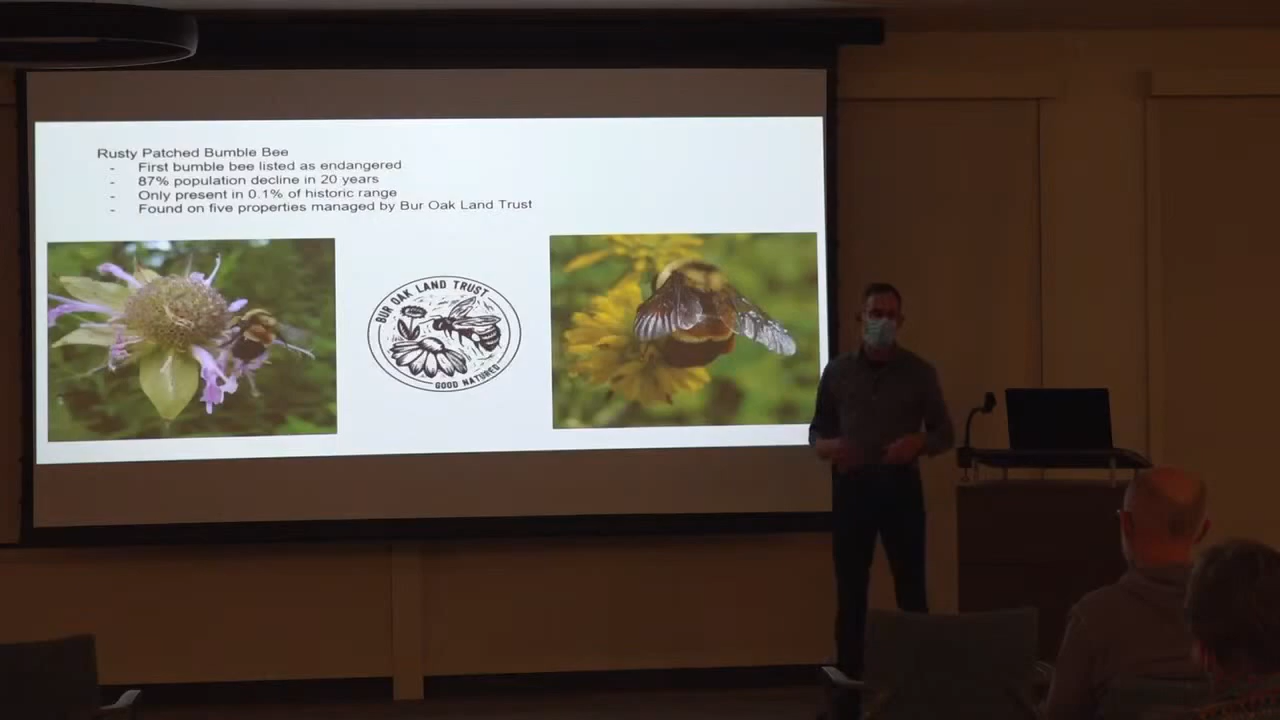 Rusty Patched Bumble Bee
- First bumble bee listed as endangered
- 87% population decline in 20 years
- Only present in 0.1% of historic range
- Found on five properties managed by Bur Oak Land Trust
BUR OAK LAND TRUST
GOOD NATURED